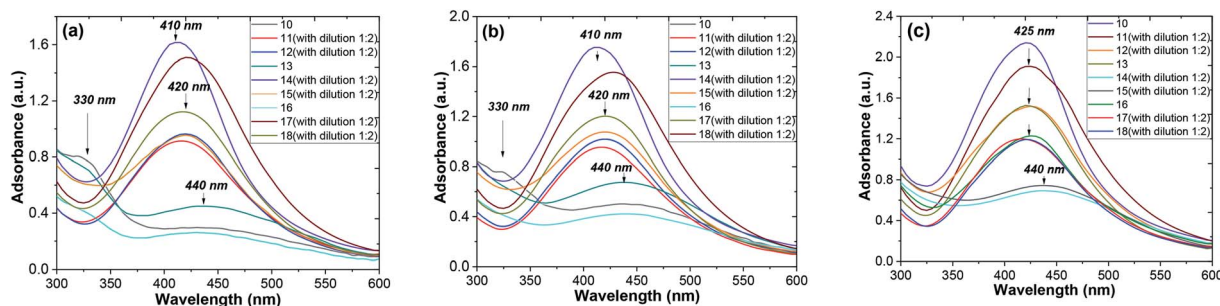 (a)
410 nm
330 nm
420 nm
440 nm
10
11(with dilution 1:2)
12(with dilution 1:2)
13
14(with dilution 1:2)
15(with dilution 1:2)
16
17(with dilution 1:2)
18(with dilution 1:2)
Adsorbance (a.u.)
1.6
1.2
0.8
0.4
0.0
300 350 400 450 500 550 600
Wavelength (nm)
(b)
410 nm
330 nm
420 nm
440 nm
10
11(with dilution 1:2)
12(with dilution 1:2)
13
14(with dilution 1:2)
15(with dilution 1:2)
16
17(with dilution 1:2)
18(with dilution 1:2)
Adsorbance (a.u.)
2.0
1.6
1.2
0.8
0.4
0.0
300 350 400 450 500 550 600
Wavelength (nm)
(c)
425 nm
440 nm
10
11(with dilution 1:2)
12(with dilution 1:2)
13
14(with dilution 1:2)
15(with dilution 1:2)
16
17(with dilution 1:2)
18(with dilution 1:2)
Adsorbance (a.u.)
2.4
1.8
1.2
0.6
0.0
300 350 400 450 500 550 600
Wavelength (nm)